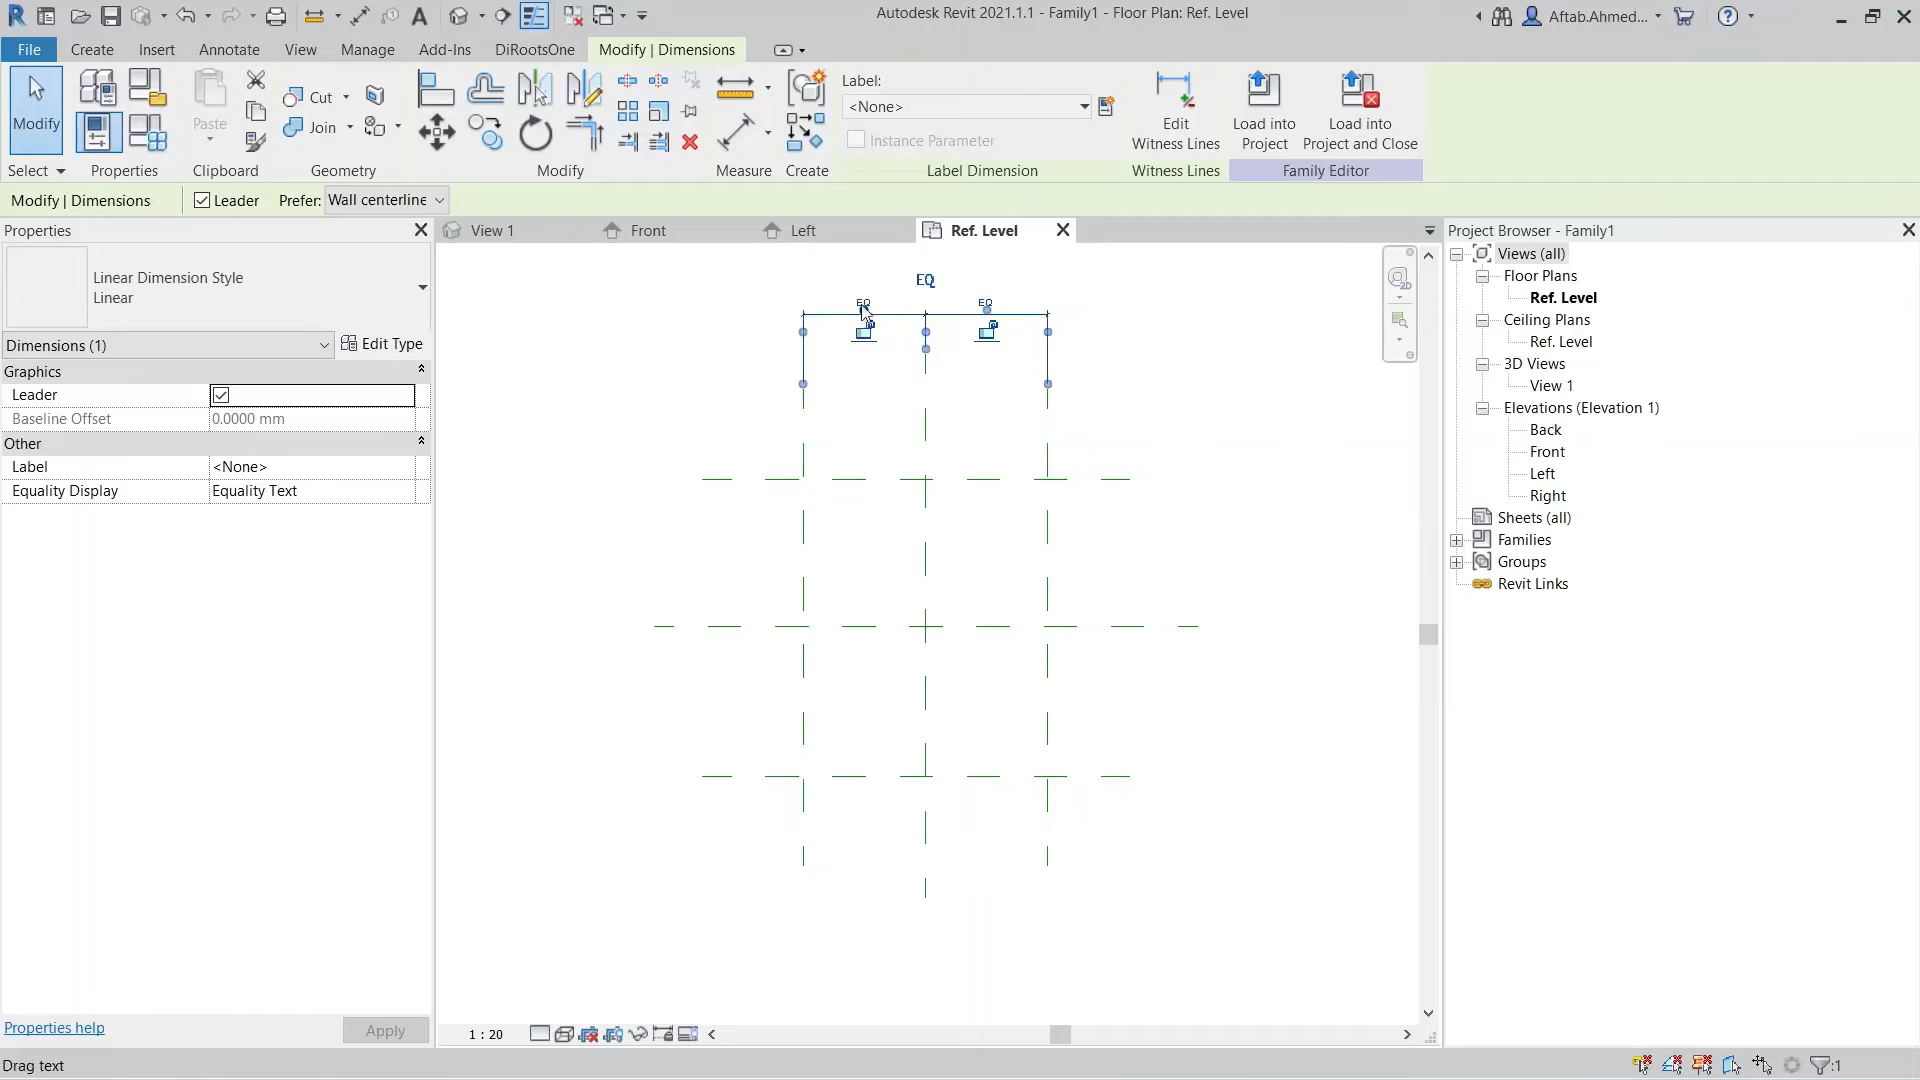 Autodesk Revit 2021.1.1 - Family1 - Floor Plan: Ref. Level
Aftab.Ahmed...
File
Create
Insert
Annotate
View
Manage
Add-Ins
DiRootsOne
Modify | Dimensions
Modify
Paste
Cut
Join
Label:
<None>
Instance Parameter
Edit
Witness Lines
Load into
Project
Load into
Project and Close
Select
Properties
Clipboard
Geometry
Modify
Measure
Create
Label Dimension
Witness Lines
Family Editor
Modify | Dimensions
Leader
Prefer:
Wall centerline
Properties
View 1
Front
Left
Ref. Level
Project Browser - Family1
Linear Dimension Style
Linear
Dimensions (1)
Edit Type
Graphics
Leader
Baseline Offset
0.0000 mm
Other
Label
<None>
Equality Display
Equality Text
EQ
EQ
EQ
2D
Views (all)
Floor Plans
Ref. Level
Ceiling Plans
Ref. Level
3D Views
View 1
Elevations (Elevation 1)
Back
Front
Left
Right
Sheets (all)
Families
Groups
Revit Links
Properties help
Apply
1 : 20
Drag text
:1